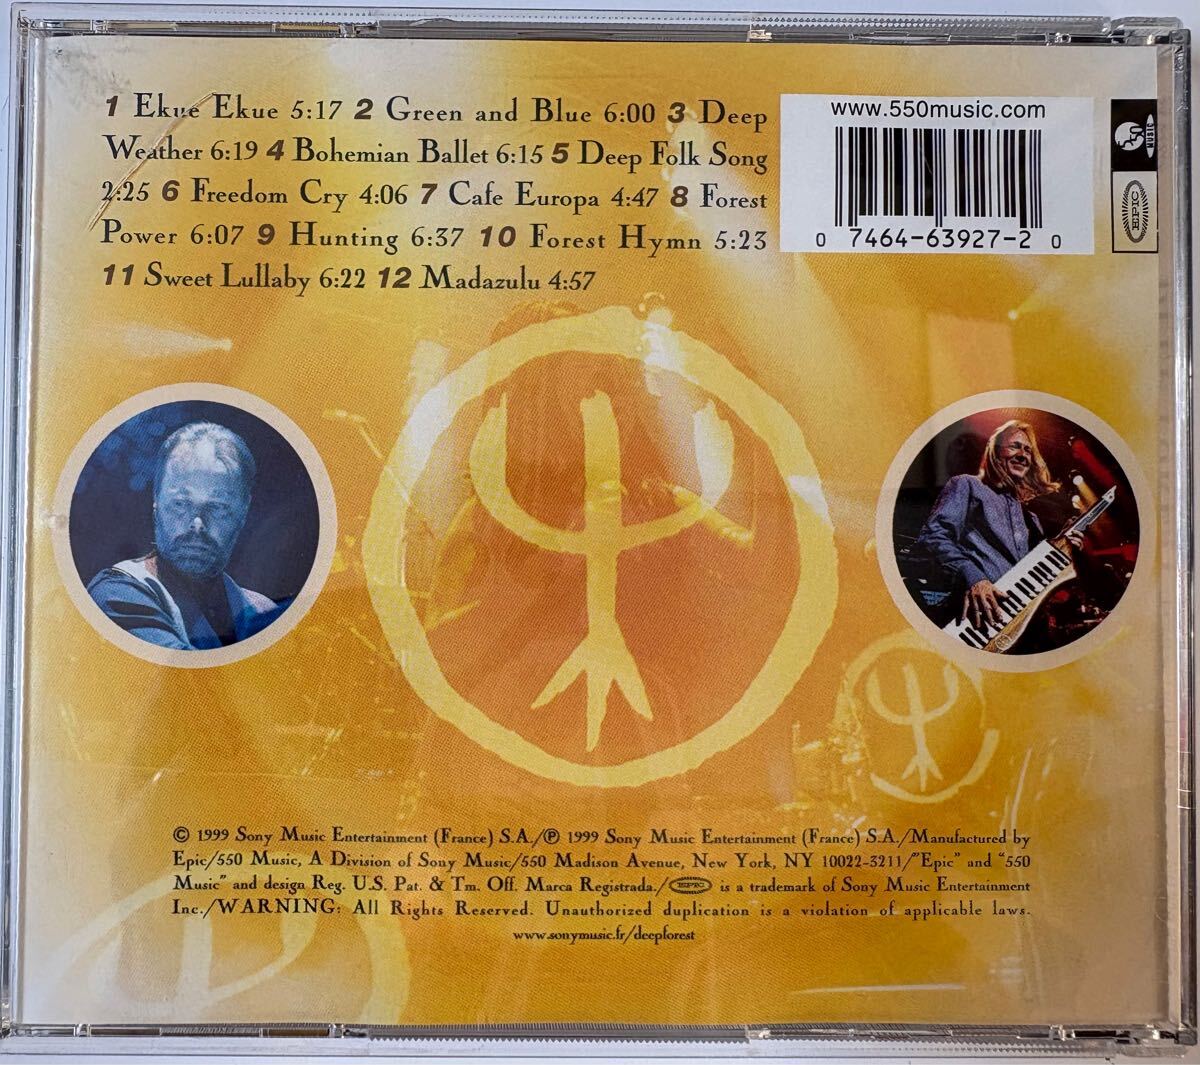 1 Ekue Ekue 5:17 2 Green and Blue 6:00 3 Deep
Weather 6:19 4 Bohemian Ballet 6:15 5 Deep Folk Song
2:25 6 Freedom Cry 4:06 7 Cafe Europa 4:47 8 Forest
Power 6:07 9 Hunting 6:37 10 Forest Hymn 5:23
11 Sweet Lullaby 6:22 12 Madazulu 4:57
www.550music.com
0 7464-63927-2 0
550 MUSIC
EPIC
© 1999 Sony Music Entertainment (France) S.A./℗ 1999 Sony Music Entertainment (France) S.A./Manufactured by
Epic/550 Music, A Division of Sony Music/550 Madison Avenue, New York, NY 10022-3211/"Epic" and "550
Music" and design Reg. U.S. Pat. & Tm. Off. Marca Registrada./EPIC is a trademark of Sony Music Entertainment
Inc./WARNING: All Rights Reserved. Unauthorized duplication is a violation of applicable laws.
www.sonymusic.fr/deepforest